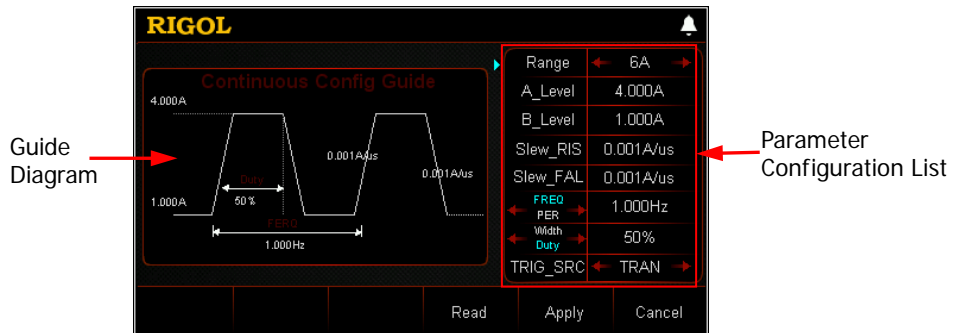 RIGOL
Continuous Config Guide
4.000A
0.001A/us
0.001A/us
Duty
50%
1.000A
FERQ
1.000Hz
Range 6A
A_Level 4.000A
B_Level 1.000A
Slew_RIS 0.001A/us
Slew_FAL 0.001A/us
FREQ
PER
1.000Hz
Width
Duty
50%
TRIG_SRC TRAN
Read Apply Cancel
Guide
Diagram
Parameter
Configuration List